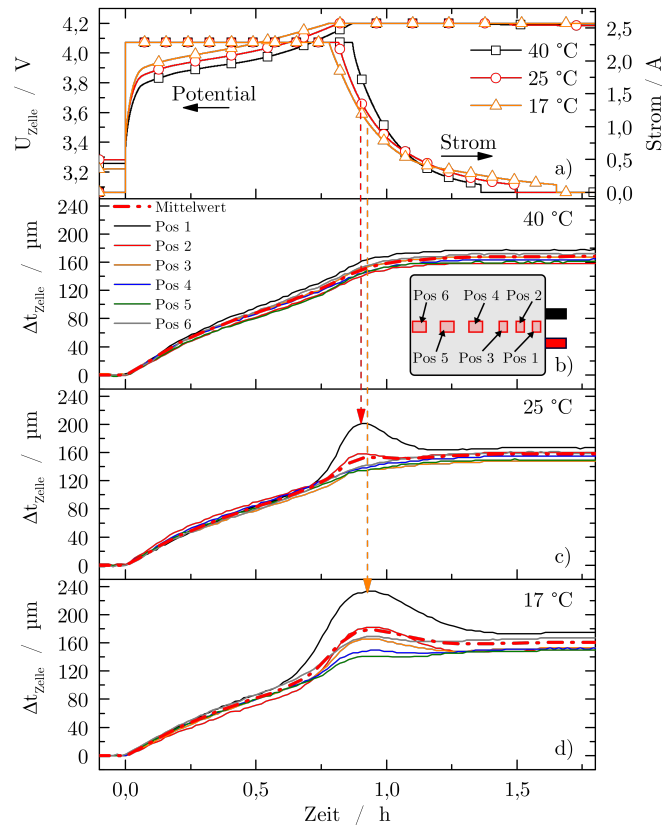 4,2
4,0
3,8
3,6
3,4
3,2
U_Zelle / V
2,5
2,0
1,5
1,0
0,5
0,0
Strom / A
40 °C
25 °C
17 °C
Potential
Strom
a)
240
200
160
120
80
40
0
Δt_Zelle / µm
Mittelwert
Pos 1
Pos 2
Pos 3
Pos 4
Pos 5
Pos 6
40 °C
Pos 6 Pos 4 Pos 2
Pos 5 Pos 3 Pos 1
b)
240
200
160
120
80
40
0
Δt_Zelle / µm
25 °C
c)
240
200
160
120
80
40
0
Δt_Zelle / µm
17 °C
d)
0,0 0,5 1,0 1,5
Zeit / h